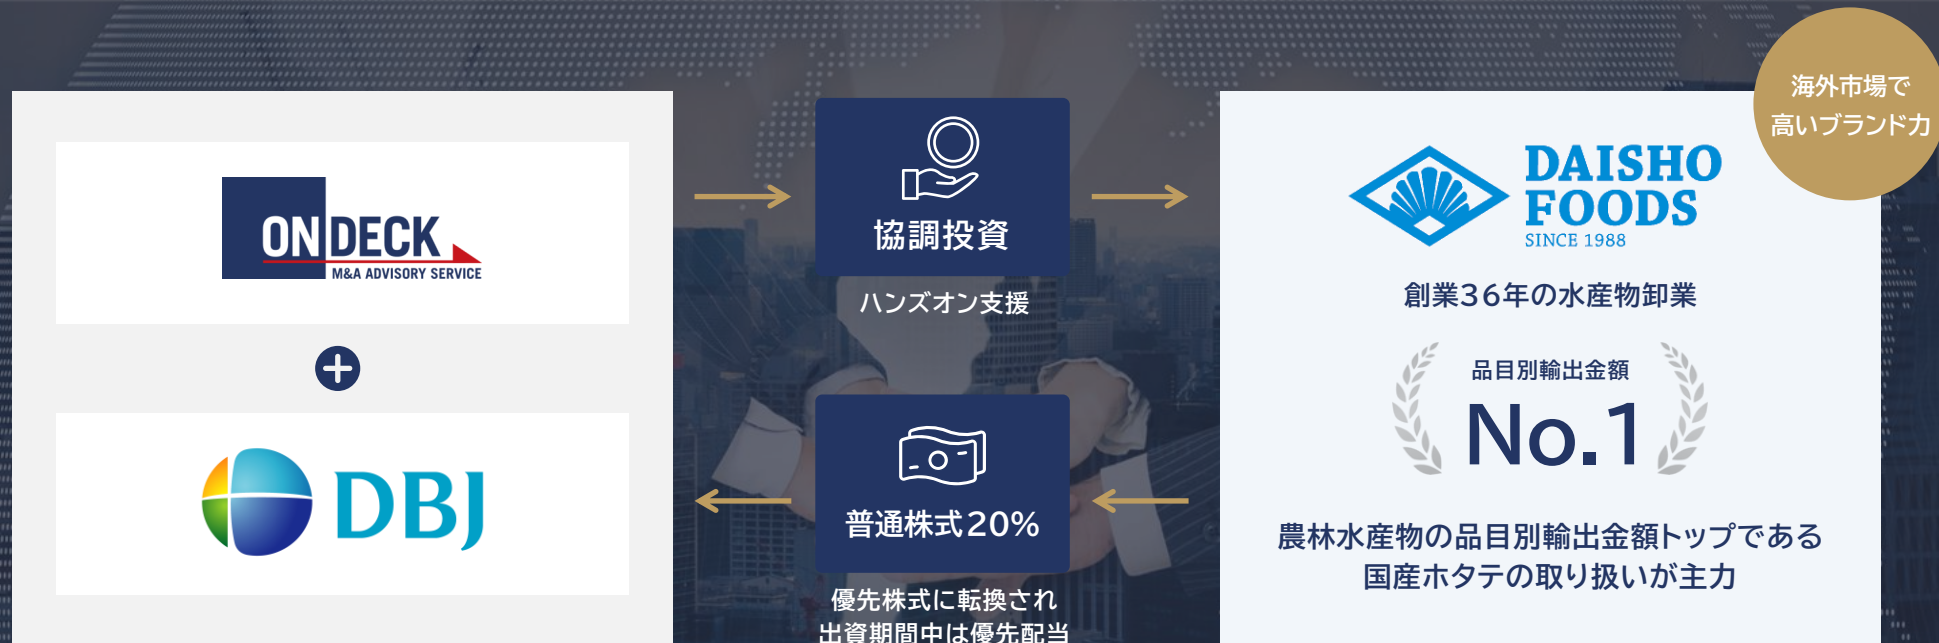 ONDECK
M&A ADVISORY SERVICE
DBJ
協調投資
ハンズオン支援
普通株式20%
優先株式に転換され
出資期間中は優先配当
海外市場で
高いブランド力
DAISHO
FOODS
SINCE 1988
創業36年の水産物卸業
品目別輸出金額
No.1
農林水産物の品目別輸出金額トップである
国産ホタテの取り扱いが主力